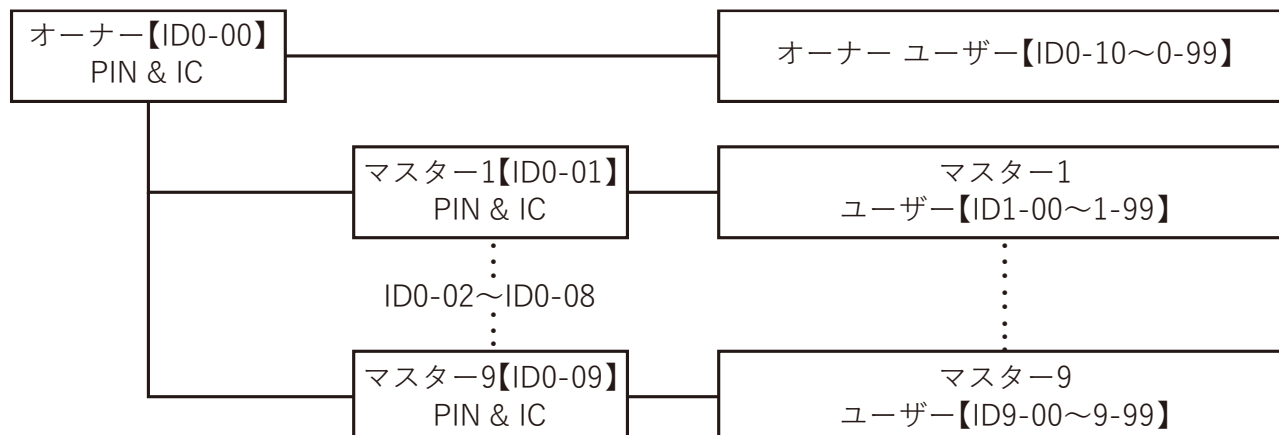 オーナー【ID0-00】
PIN & IC
オーナー ユーザー【ID0-10～0-99】
マスター1【ID0-01】
PIN & IC
マスター1
ユーザー【ID1-00～1-99】
ID0-02～ID0-08
マスター9【ID0-09】
PIN & IC
マスター9
ユーザー【ID9-00～9-99】